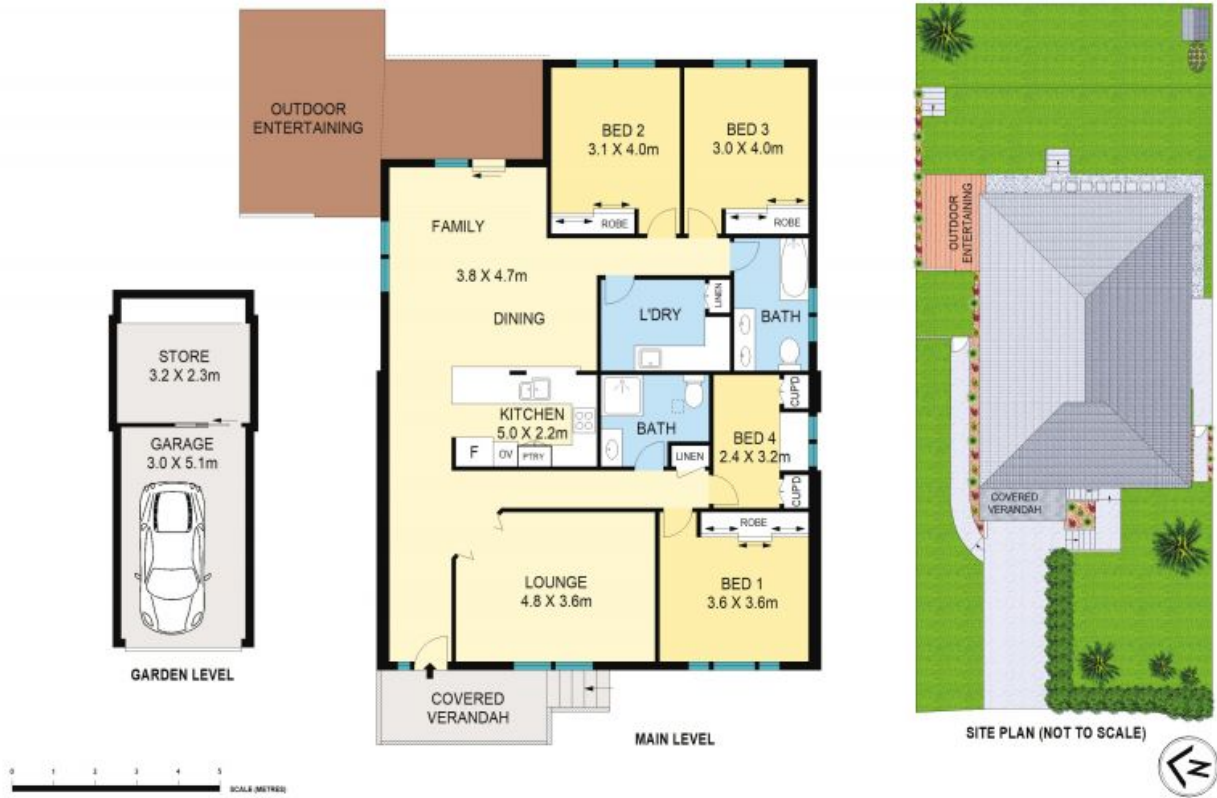 OUTDOOR
ENTERTAINING
BED 2
3.1 X 4.0m
BED 3
3.0 X 4.0m
ROBE
ROBE
FAMILY
3.8 X 4.7m
DINING
L'DRY
LINEN
BATH
KITCHEN
5.0 X 2.2m
F
OV
PTRY
BATH
LINEN
BED 4
2.4 X 3.2m
CUP'D
CUP'D
ROBE
LOUNGE
4.8 X 3.6m
BED 1
3.6 X 3.6m
COVERED
VERANDAH
MAIN LEVEL
STORE
3.2 X 2.3m
GARAGE
3.0 X 5.1m
GARDEN LEVEL
0 1 2 3 4 5
SCALE (METRES)
OUTDOOR
ENTERTAINING
COVERED
VERANDAH
SITE PLAN (NOT TO SCALE)
N